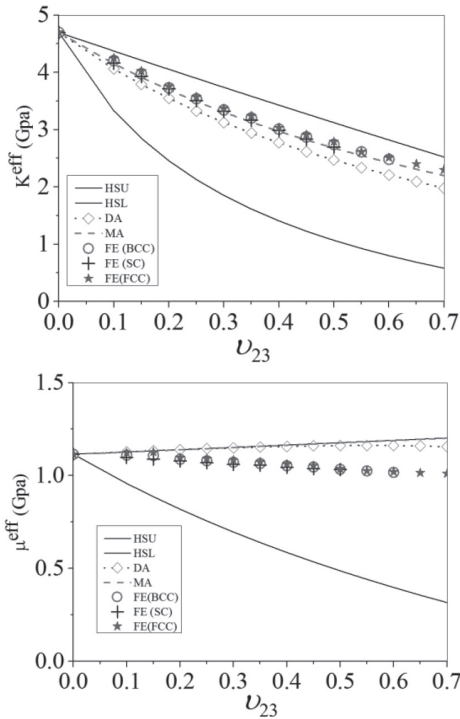 5
4
3
2
1
0
K^eff (Gpa)
HSU
HSL
DA
MA
FE (BCC)
FE (SC)
FE(FCC)
0.0 0.1 0.2 0.3 0.4 0.5 0.6 0.7
υ23
1.5
1.0
0.5
0.0
μ^eff (Gpa)
HSU
HSL
DA
MA
FE(BCC)
FE (SC)
FE(FCC)
0.0 0.1 0.2 0.3 0.4 0.5 0.6 0.7
υ23